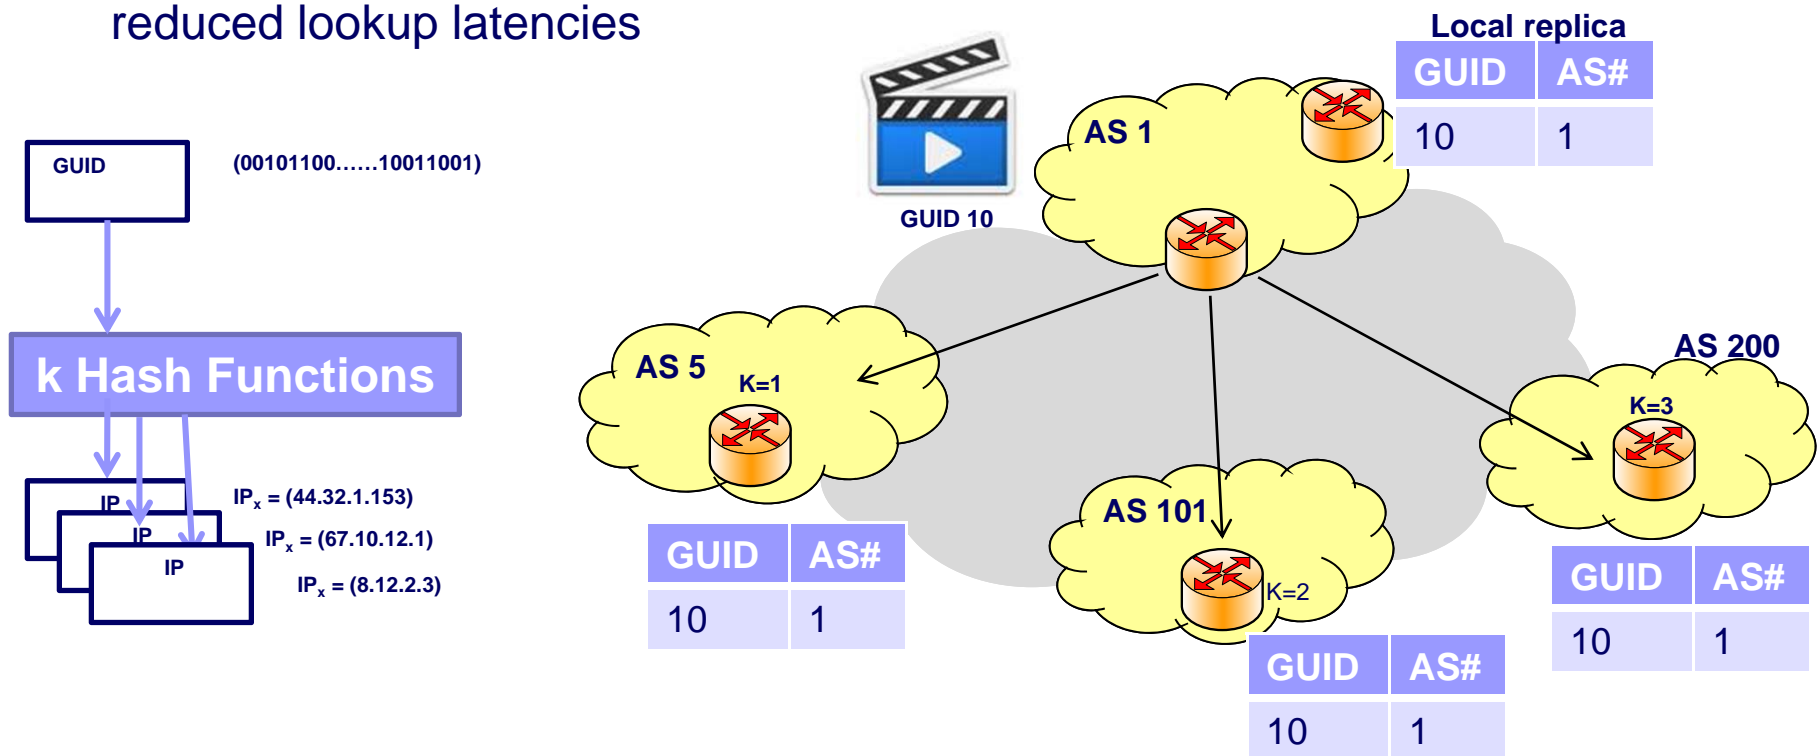 reduced lookup latencies
GUID
(00101100......10011001)
k Hash Functions
IP
IPx = (44.32.1.153)
IP
IPx = (67.10.12.1)
IP
IPx = (8.12.2.3)
GUID 10
Local replica
GUID AS#
10 1
AS 1
AS 5
K=1
GUID AS#
10 1
AS 101
K=2
GUID AS#
10 1
AS 200
K=3
GUID AS#
10 1